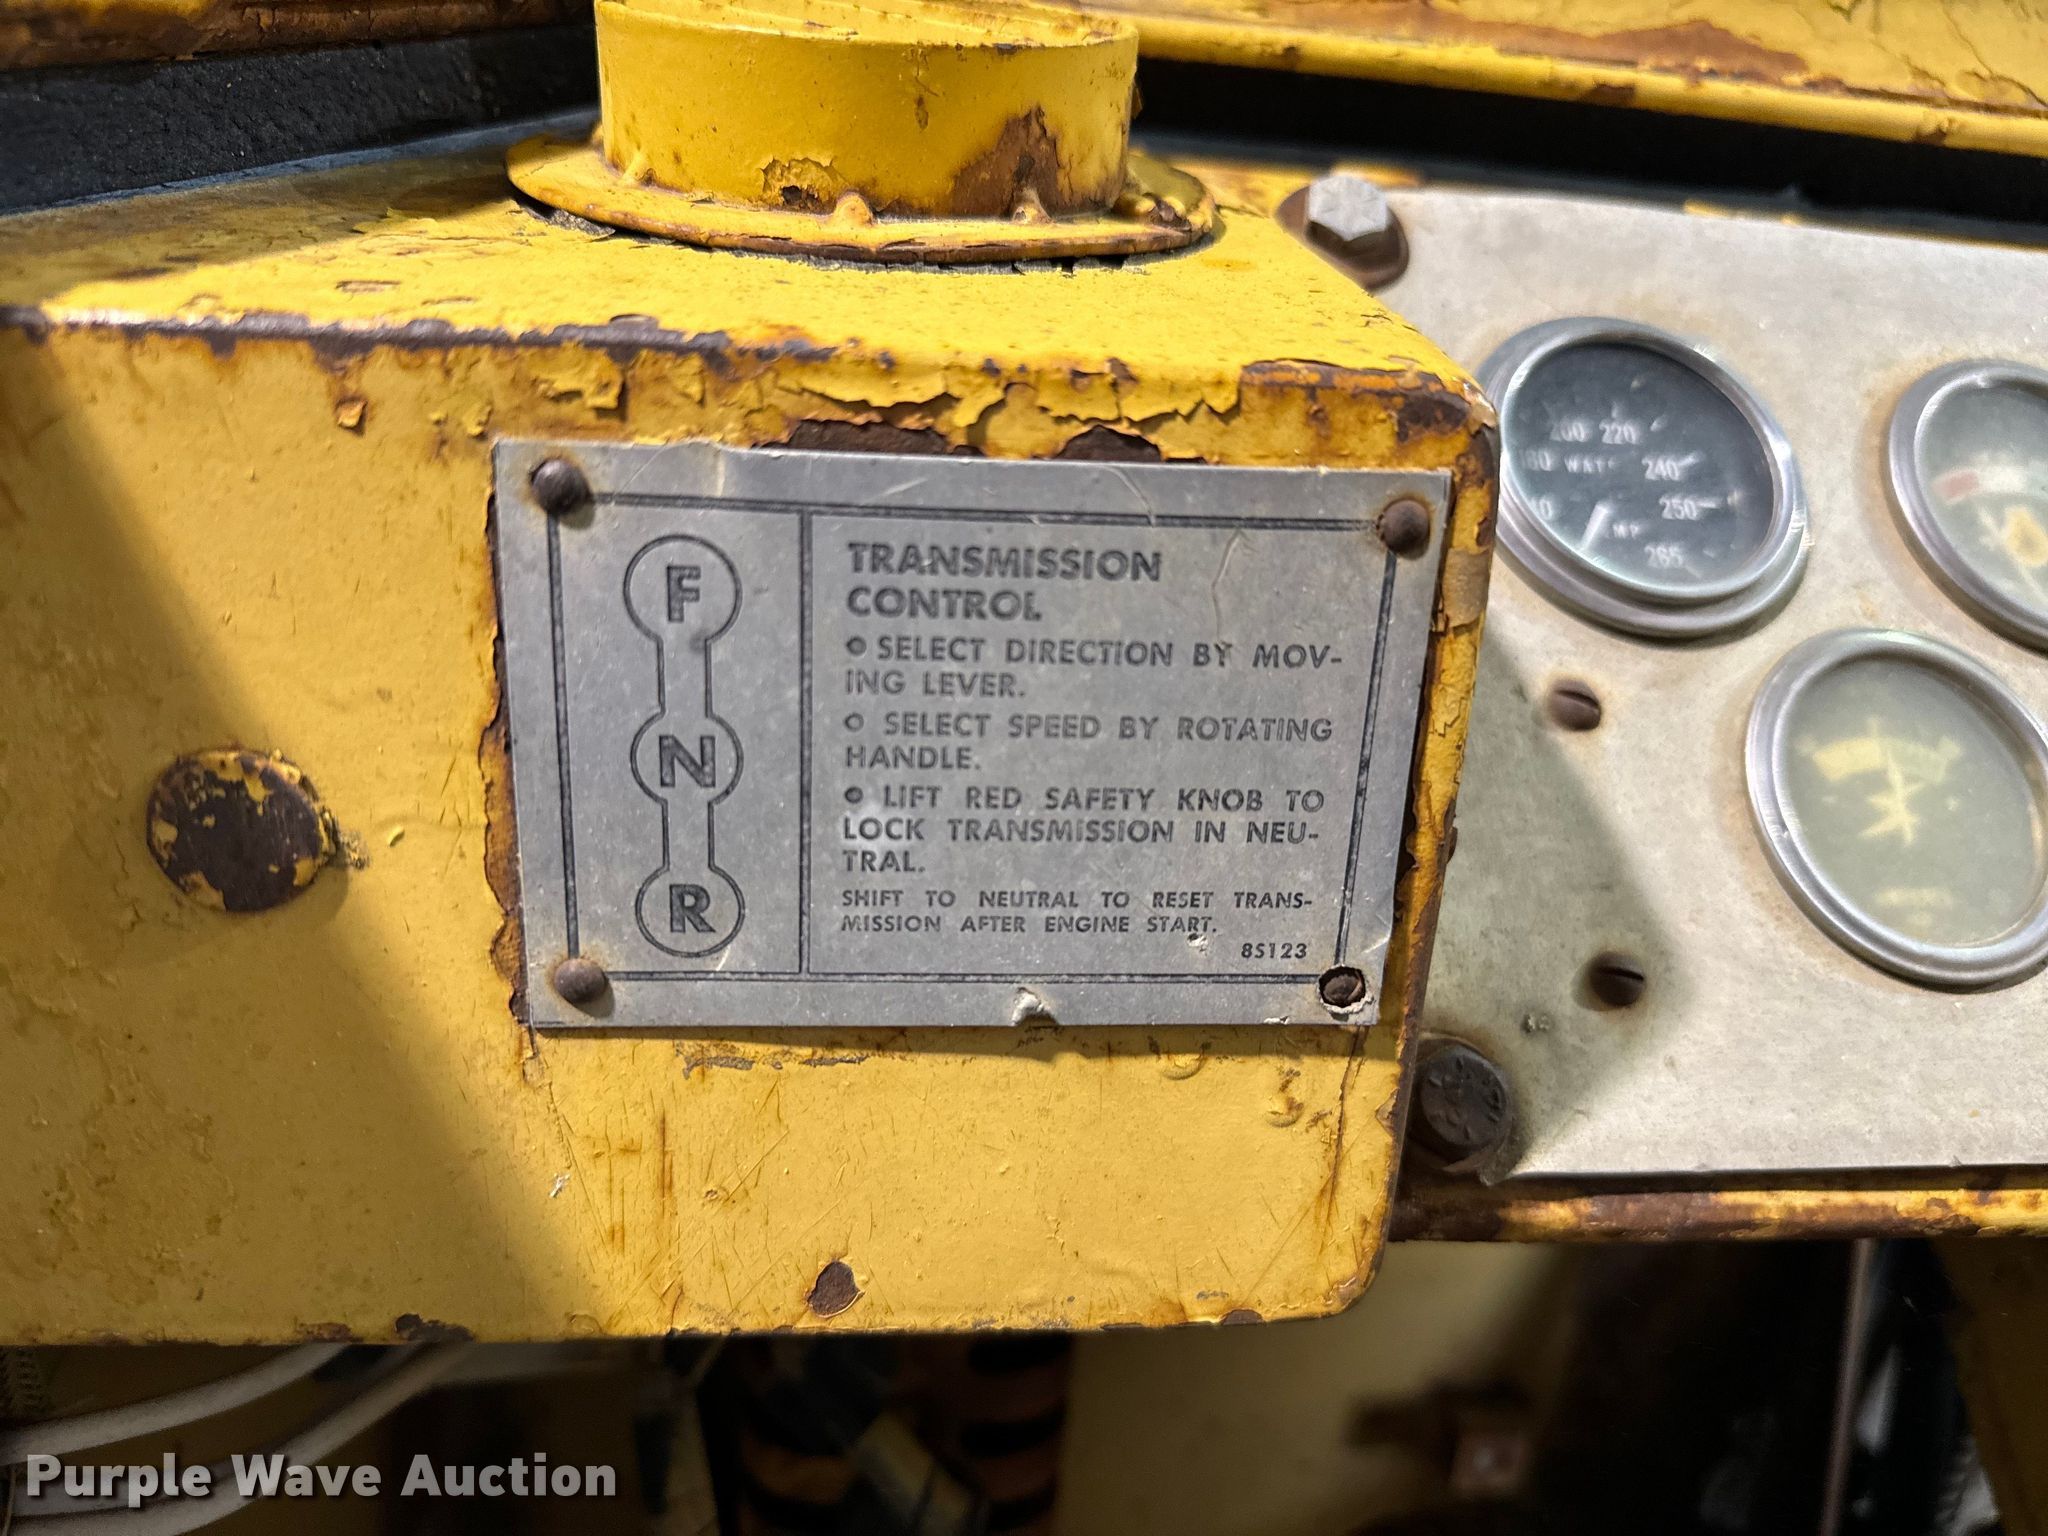 F
N
R
TRANSMISSION
CONTROL
• SELECT DIRECTION BY MOV-
ING LEVER.
• SELECT SPEED BY ROTATING
HANDLE.
• LIFT RED SAFETY KNOB TO
LOCK TRANSMISSION IN NEU-
TRAL.
SHIFT TO NEUTRAL TO RESET TRANS-
MISSION AFTER ENGINE START.
8S123
200 220
180 WATER 240
250
265
Purple Wave Auction